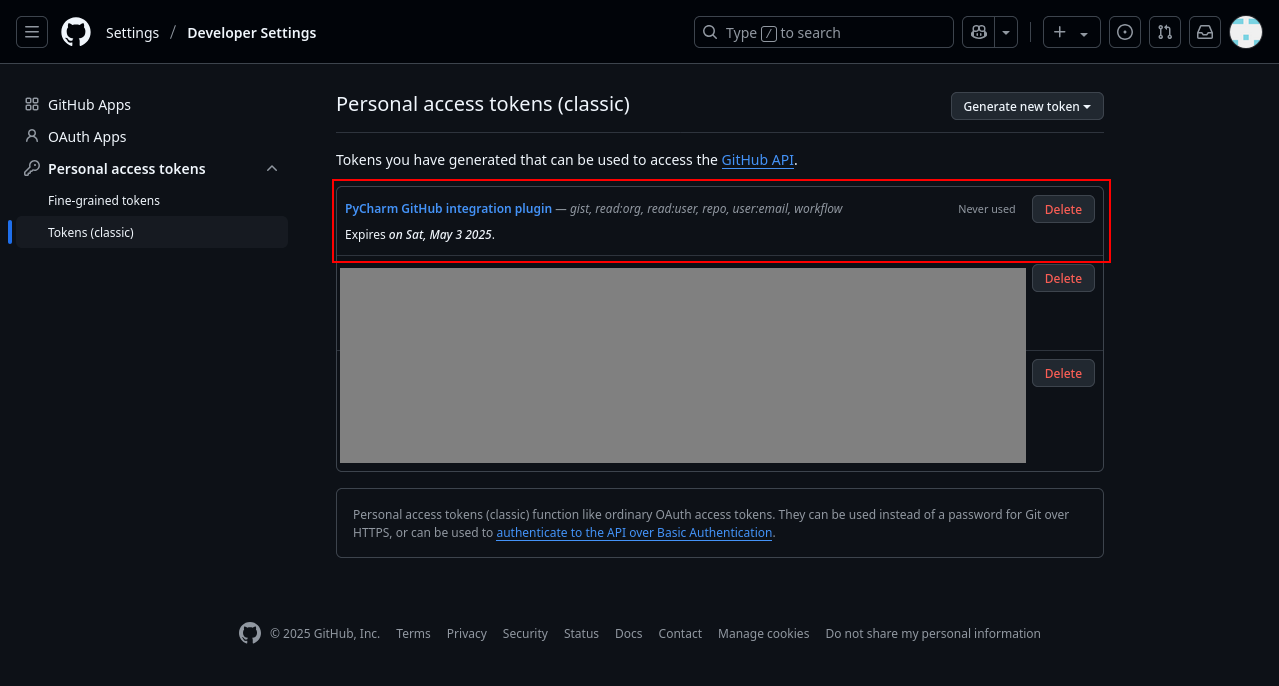 Settings / Developer Settings
Type / to search
GitHub Apps
OAuth Apps
Personal access tokens
Fine-grained tokens
Tokens (classic)
Personal access tokens (classic)
Generate new token
Tokens you have generated that can be used to access the GitHub API.
PyCharm GitHub integration plugin — gist, read:org, read:user, repo, user:email, workflow
Never used
Delete
Expires on Sat, May 3 2025.
Delete
Delete
Personal access tokens (classic) function like ordinary OAuth access tokens. They can be used instead of a password for Git over
HTTPS, or can be used to authenticate to the API over Basic Authentication.
© 2025 GitHub, Inc. Terms Privacy Security Status Docs Contact Manage cookies Do not share my personal information